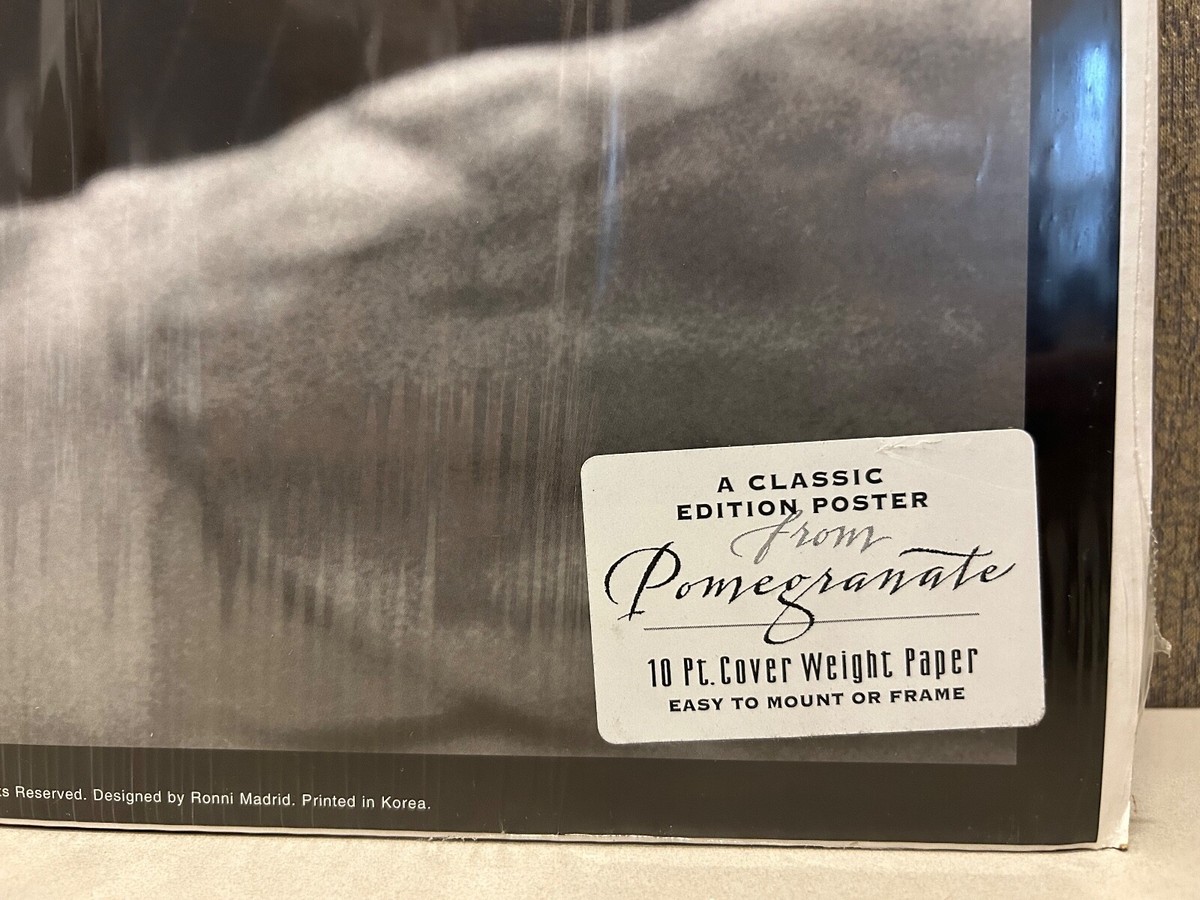 A CLASSIC
EDITION POSTER
from
Pomegranate
10 Pt. Cover Weight Paper
EASY TO MOUNT OR FRAME
Reserved. Designed by Ronni Madrid. Printed in Korea.